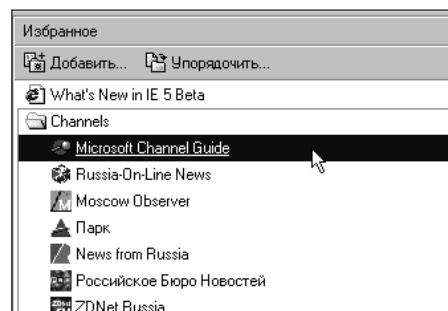 Избранное
Добавить... Упорядочить...
What's New in IE 5 Beta
Channels
Microsoft Channel Guide
Russia-On-Line News
Moscow Observer
Парк
News from Russia
Российское Бюро Новостей
ZDNet Russia